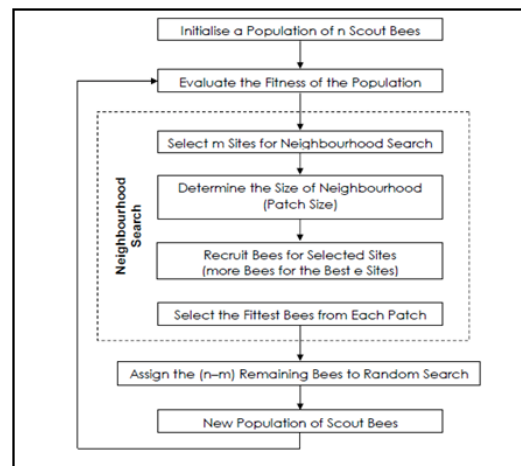 Initialise a Population of n Scout Bees
Evaluate the Fitness of the Population
Neighbourhood
Search
Select m Sites for Neighbourhood Search
Determine the Size of Neighbourhood
(Patch Size)
Recruit Bees for Selected Sites
(more Bees for the Best e Sites)
Select the Fittest Bees from Each Patch
Assign the (n–m) Remaining Bees to Random Search
New Population of Scout Bees